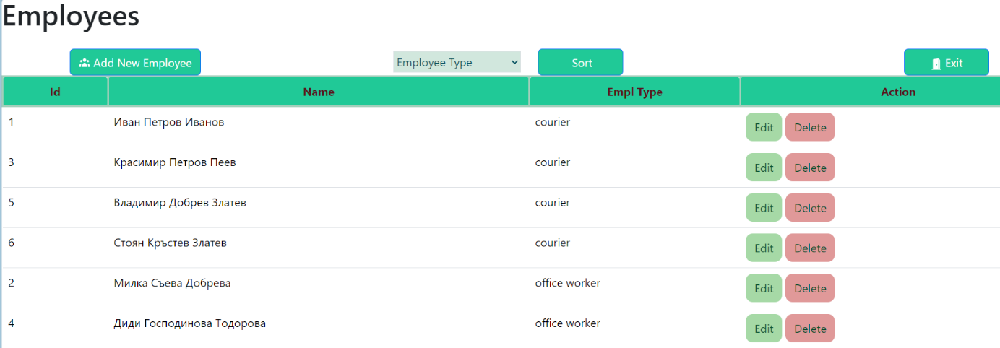 Employees
Add New Employee Employee Type Sort Exit
Id Name Empl Type Action
1 Иван Петров Иванов courier Edit Delete
3 Красимир Петров Пеев courier Edit Delete
5 Владимир Добрев Златев courier Edit Delete
6 Стоян Кръстев Златев courier Edit Delete
2 Милка Съева Добрева office worker Edit Delete
4 Диди Господинова Тодорова office worker Edit Delete